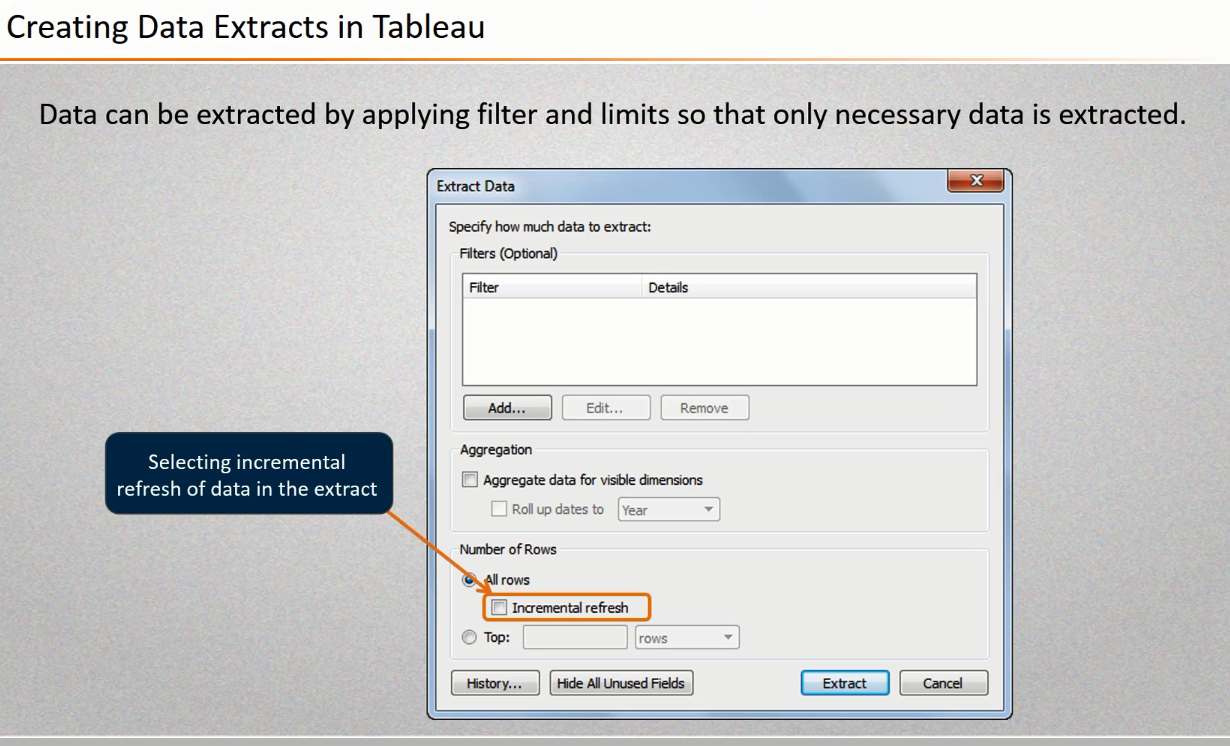 Creating Data Extracts in Tableau
Data can be extracted by applying filter and limits so that only necessary data is extracted.
Extract Data
X
Specify how much data to extract:
Filters (Optional)
Filter Details
Add... Edit... Remove
Selecting incremental
refresh of data in the extract
Aggregation
Aggregate data for visible dimensions
Roll up dates to Year
Number of Rows
All rows
Incremental refresh
Top: rows
History... Hide All Unused Fields Extract Cancel